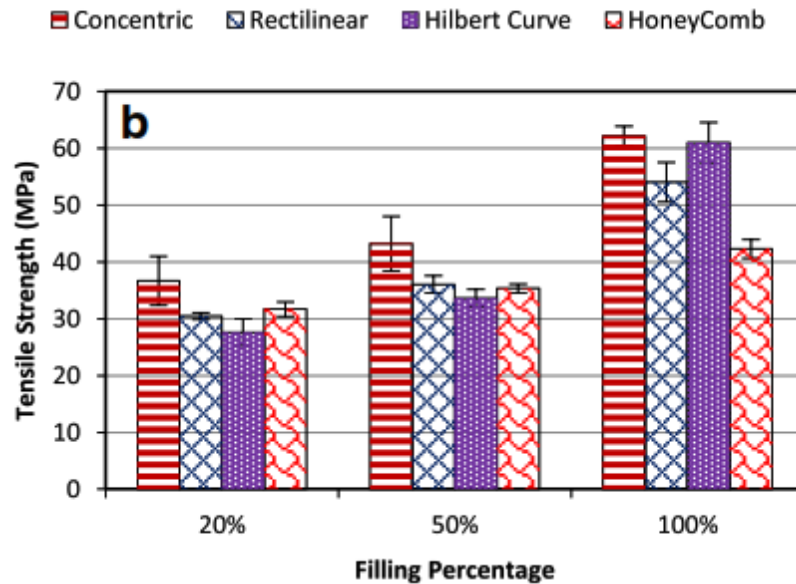 Concentric Rectilinear Hilbert Curve HoneyComb
b
Tensile Strength (MPa)
70
60
50
40
30
20
10
0
20% 50% 100%
Filling Percentage